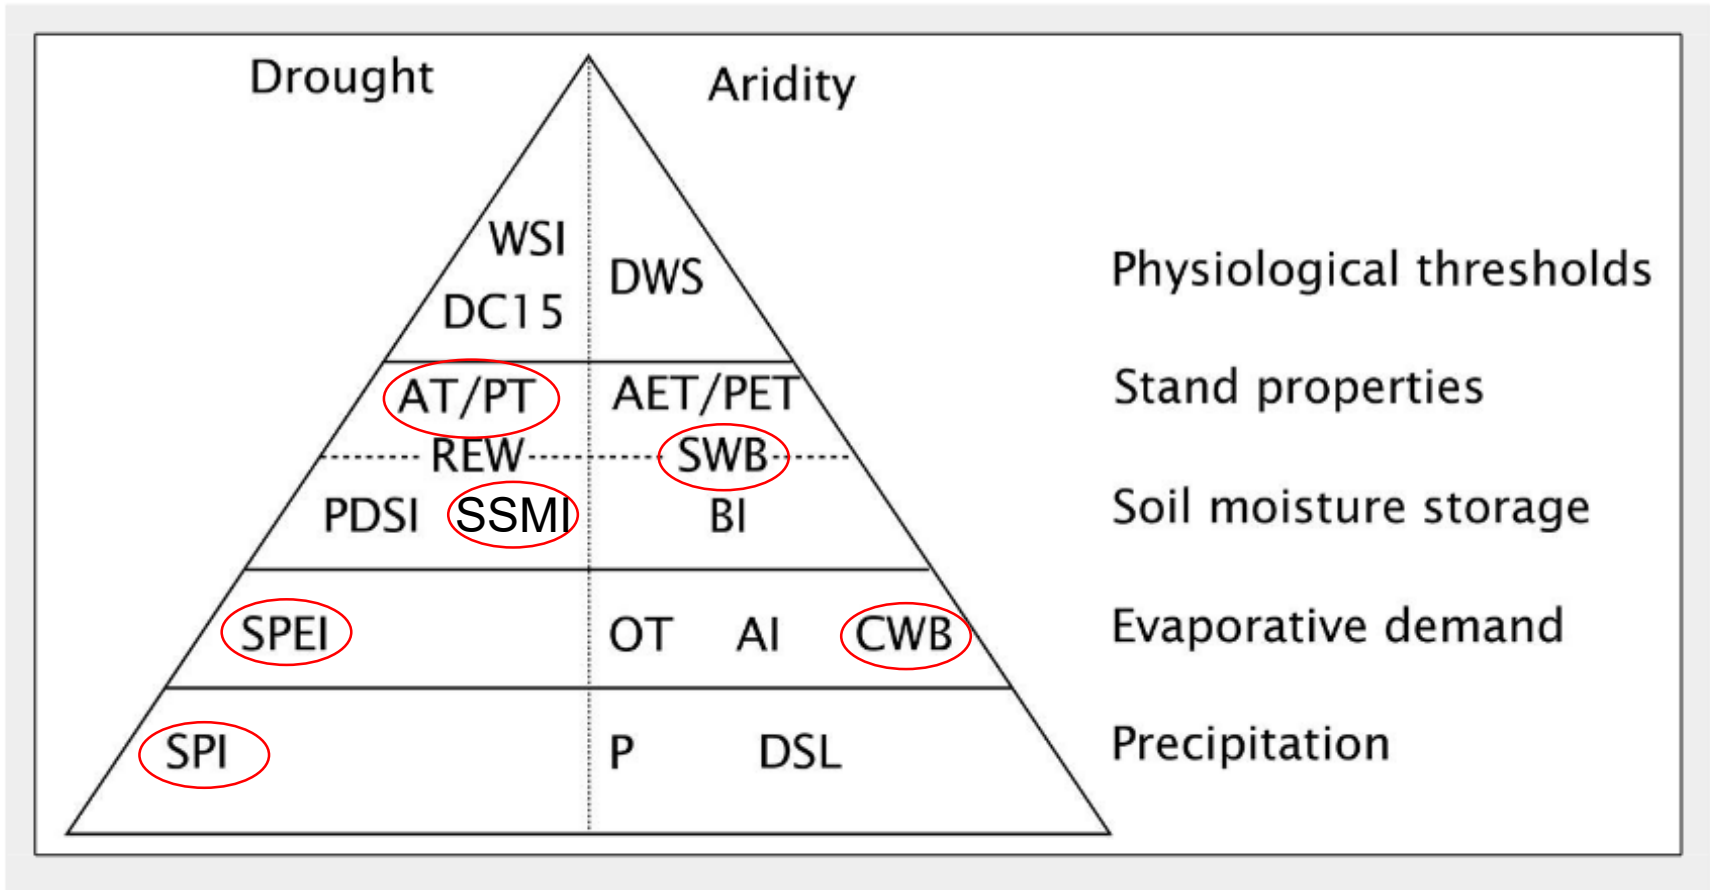 Drought
Aridity
WSI
DWS
Physiological thresholds
DC15
AT/PT
AET/PET
Stand properties
REW
SWB
PDSI
SSMI
BI
Soil moisture storage
SPEI
OT
AI
CWB
Evaporative demand
SPI
P
DSL
Precipitation